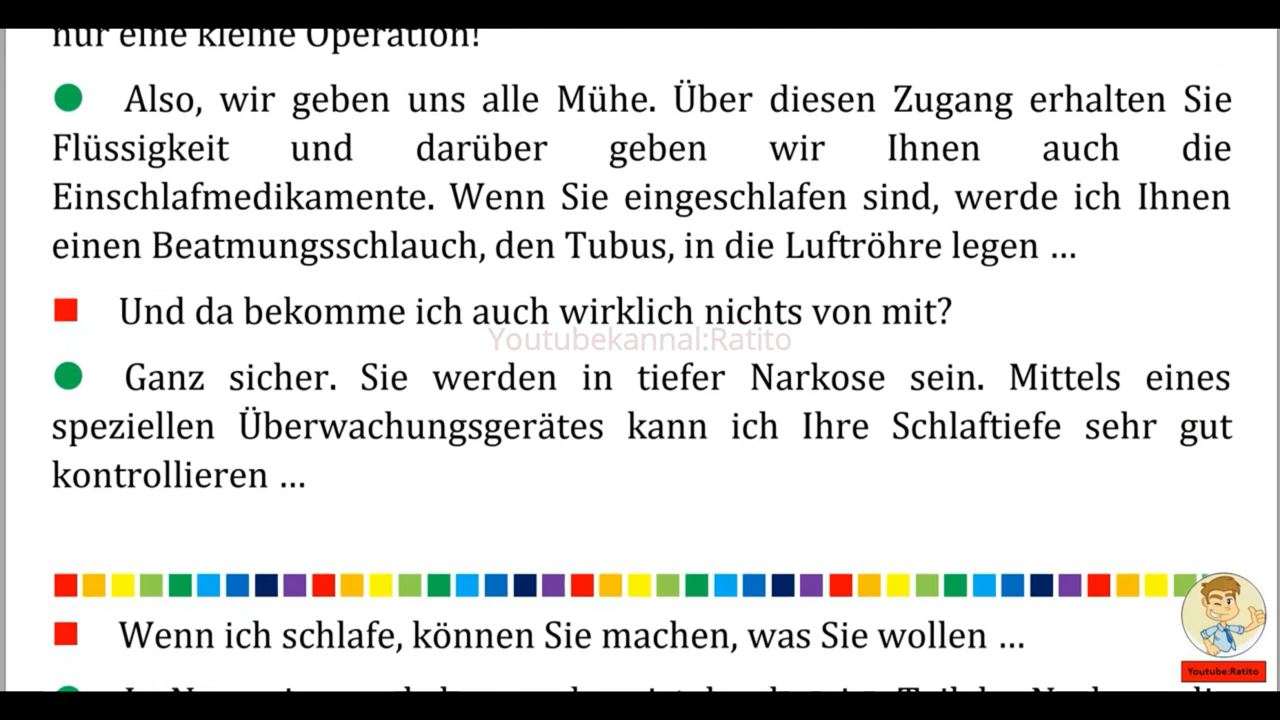 nur eine kleine Operation!
Also, wir geben uns alle Mühe. Über diesen Zugang erhalten Sie
Flüssigkeit und darüber geben wir Ihnen auch die
Einschlafmedikamente. Wenn Sie eingeschlafen sind, werde ich Ihnen
einen Beatmungsschlauch, den Tubus, in die Luftröhre legen ...
Und da bekomme ich auch wirklich nichts von mit?
Youtubekannal:Ratito
Ganz sicher. Sie werden in tiefer Narkose sein. Mittels eines
speziellen Überwachungsgerätes kann ich Ihre Schlaftiefe sehr gut
kontrollieren ...
Wenn ich schlafe, können Sie machen, was Sie wollen ...
Youtube:Ratito